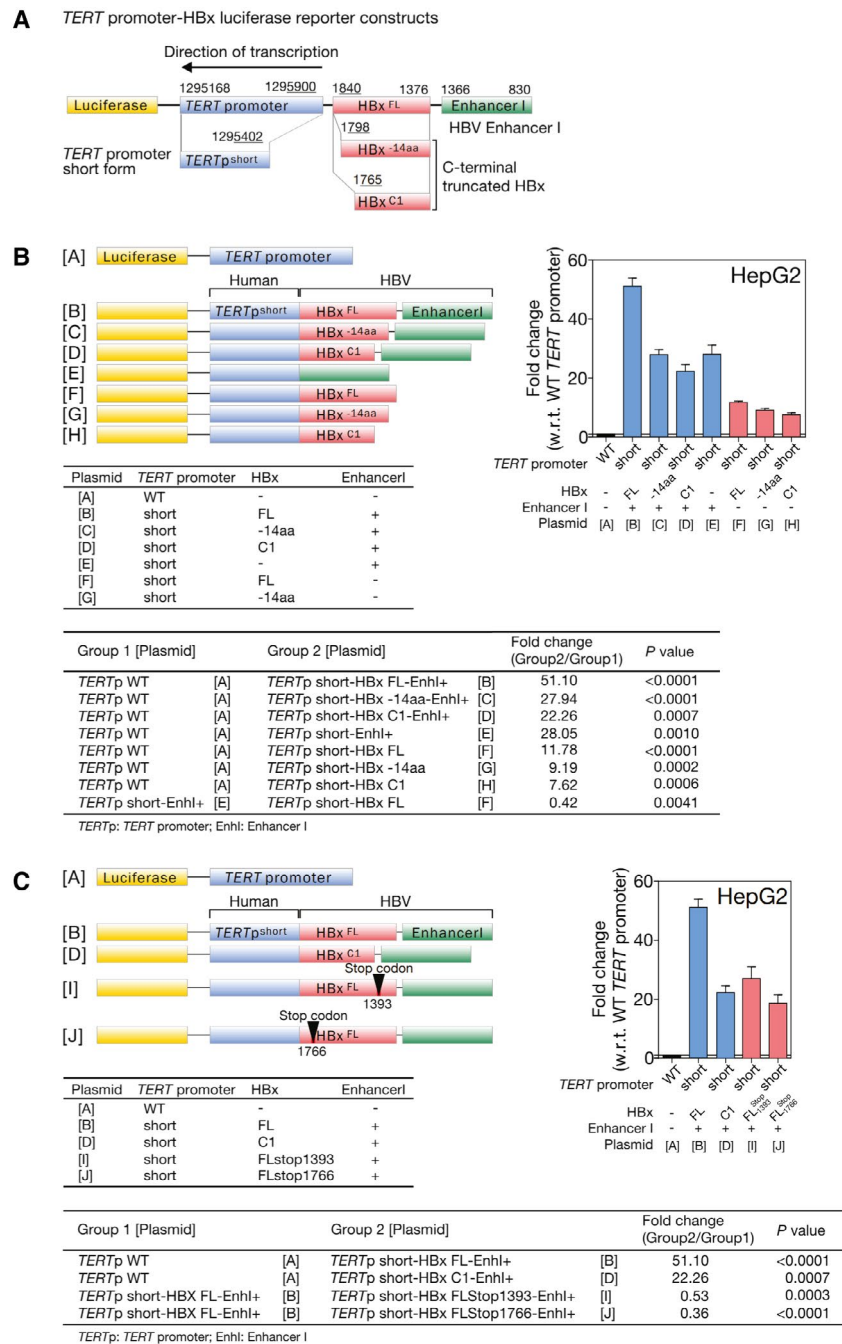 A
TERT promoter-HBx luciferase reporter constructs
Direction of transcription
1295168 1295900 1840 1376 1366 830
Luciferase TERT promoter HBx FL Enhancer I
HBV Enhancer I
1295402 1798
TERT promoter short form TERTp short HBx -14aa
1765
HBx C1
C-terminal truncated HBx
B
[A] Luciferase TERT promoter
Human HBV
[B] TERTp short HBx FL EnhancerI
[C] HBx -14aa
[D] HBx C1
[E]
[F] HBx FL
[G] HBx -14aa
[H] HBx C1
HepG2
Fold change
(w.r.t. WT TERT promoter)
60
40
20
0
TERT promoter WT short short short short short short short
HBx - FL -14aa C1 - FL -14aa C1
Enhancer I - + + + + - - -
Plasmid [A] [B] [C] [D] [E] [F] [G] [H]
Plasmid TERT promoter HBx EnhancerI
[A] WT - -
[B] short FL +
[C] short -14aa +
[D] short C1 +
[E] short - +
[F] short FL -
[G] short -14aa -
Group 1 [Plasmid] Group 2 [Plasmid] Fold change (Group2/Group1) P value
TERTp WT [A] TERTp short-HBx FL-EnhI+ [B] 51.10 <0.0001
TERTp WT [A] TERTp short-HBx -14aa-EnhI+ [C] 27.94 <0.0001
TERTp WT [A] TERTp short-HBx C1-EnhI+ [D] 22.26 0.0007
TERTp WT [A] TERTp short-EnhI+ [E] 28.05 0.0010
TERTp WT [A] TERTp short-HBx FL [F] 11.78 <0.0001
TERTp WT [A] TERTp short-HBx -14aa [G] 9.19 0.0002
TERTp WT [A] TERTp short-HBx C1 [H] 7.62 0.0006
TERTp short-EnhI+ [E] TERTp short-HBx FL [F] 0.42 0.0041
TERTp: TERT promoter; EnhI: Enhancer I
C
[A] Luciferase TERT promoter
Human HBV
[B] TERTp short HBx FL EnhancerI
[D] HBx C1
Stop codon
[I] HBx FL
1393
Stop codon
[J] HBx FL
1766
HepG2
Fold change
(w.r.t. WT TERT promoter)
60
40
20
0
TERT promoter WT short short short short
HBx - FL C1 FL Stop 1393 FL Stop 1766
Enhancer I - + + + +
Plasmid [A] [B] [D] [I] [J]
Plasmid TERT promoter HBx EnhancerI
[A] WT - -
[B] short FL +
[D] short C1 +
[I] short FLstop1393 +
[J] short FLstop1766 +
Group 1 [Plasmid] Group 2 [Plasmid] Fold change (Group2/Group1) P value
TERTp WT [A] TERTp short-HBx FL-EnhI+ [B] 51.10 <0.0001
TERTp WT [A] TERTp short-HBx C1-EnhI+ [D] 22.26 0.0007
TERTp short-HBX FL-EnhI+ [B] TERTp short-HBx FLStop1393-EnhI+ [I] 0.53 0.0003
TERTp short-HBX FL-EnhI+ [B] TERTp short-HBx FLStop1766-EnhI+ [J] 0.36 <0.0001
TERTp: TERT promoter; EnhI: Enhancer I